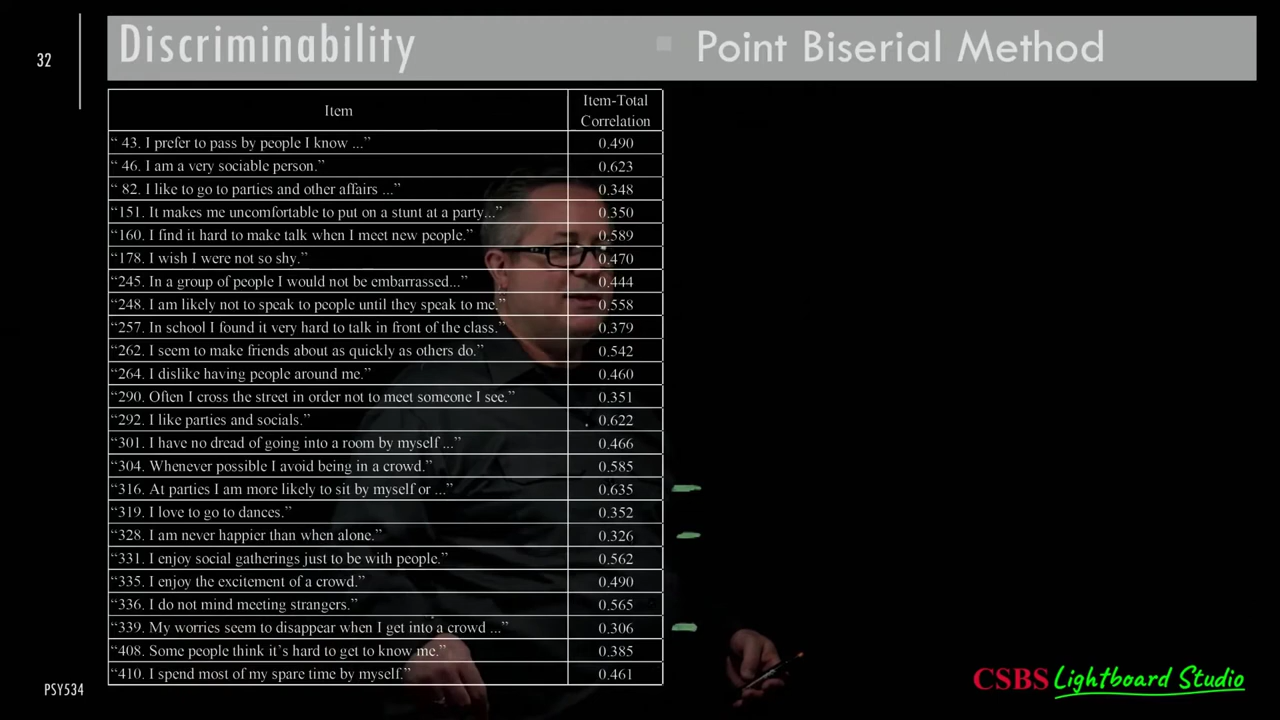 32
Discriminability
Point Biserial Method
Item
Item-Total
Correlation
“ 43. I prefer to pass by people I know ...” 0.490
“ 46. I am a very sociable person.” 0.623
“ 82. I like to go to parties and other affairs ...” 0.348
“151. It makes me uncomfortable to put on a stunt at a party...” 0.350
“160. I find it hard to make talk when I meet new people.” 0.589
“178. I wish I were not so shy.” 0.470
“245. In a group of people I would not be embarrassed...” 0.444
“248. I am likely not to speak to people until they speak to me.” 0.558
“257. In school I found it very hard to talk in front of the class.” 0.379
“262. I seem to make friends about as quickly as others do.” 0.542
“264. I dislike having people around me.” 0.460
“290. Often I cross the street in order not to meet someone I see.” 0.351
“292. I like parties and socials.” 0.622
“301. I have no dread of going into a room by myself ...” 0.466
“304. Whenever possible I avoid being in a crowd.” 0.585
“316. At parties I am more likely to sit by myself or ...” 0.635
“319. I love to go to dances.” 0.352
“328. I am never happier than when alone.” 0.326
“331. I enjoy social gatherings just to be with people.” 0.562
“335. I enjoy the excitement of a crowd.” 0.490
“336. I do not mind meeting strangers.” 0.565
“339. My worries seem to disappear when I get into a crowd ...” 0.306
“408. Some people think it’s hard to get to know me.” 0.385
“410. I spend most of my spare time by myself.” 0.461
PSY534
CSBS Lightboard Studio